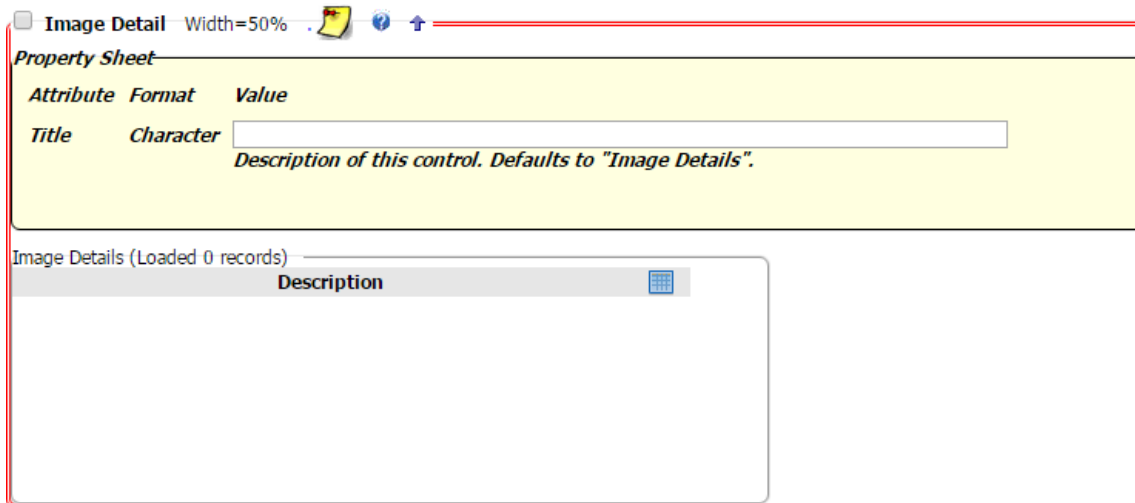 Image Detail Width=50% .
Property Sheet
Attribute Format Value
Title Character
Description of this control. Defaults to "Image Details".
Image Details (Loaded 0 records)
Description